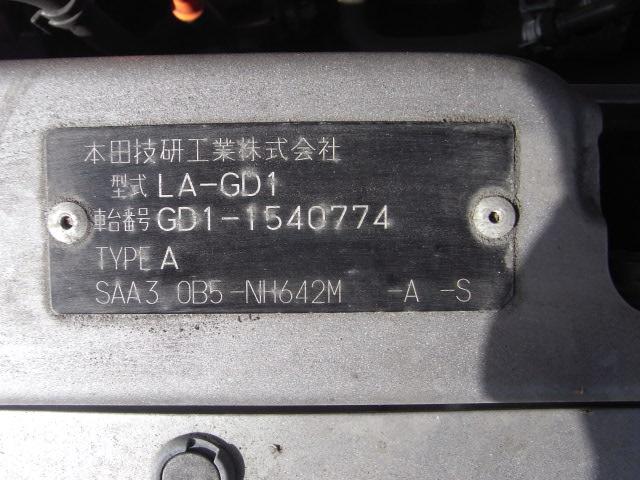 本田技研工業株式会社
型式 LA-GD1
車台番号 GD1-1540774
TYPE A
SAA3 0B5-NH642M -A -S